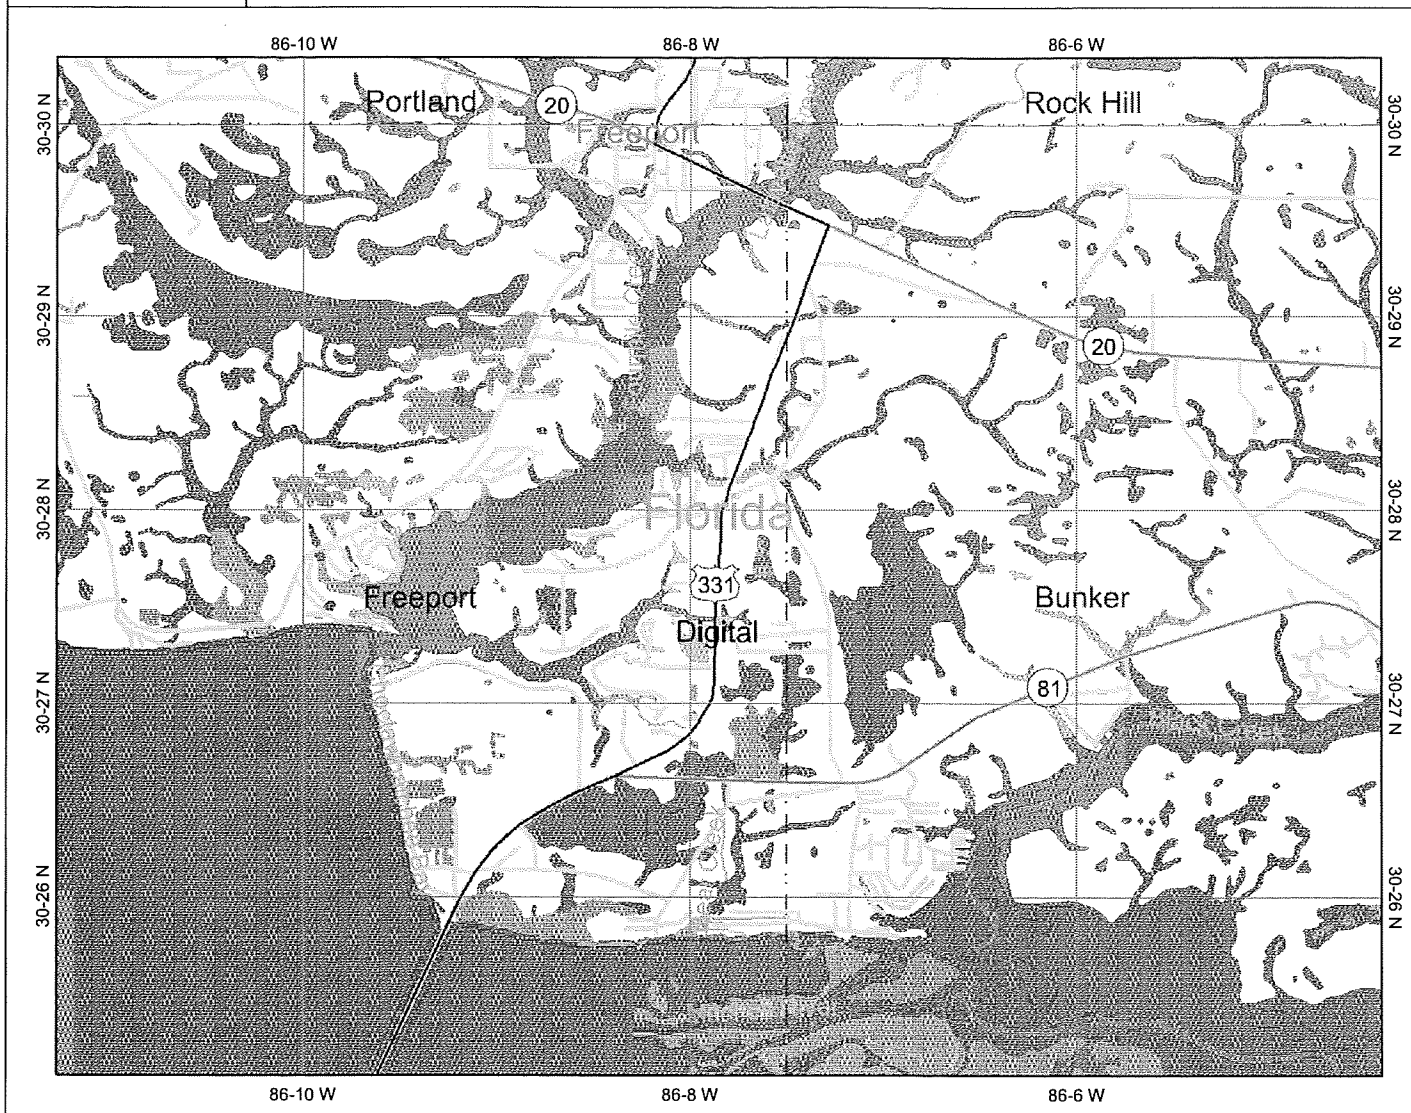 86-10 W
86-8 W
86-6 W
30-30 N
Portland
20
Freeport
Rock Hill
30-30 N
30-29 N
30-29 N
20
30-28 N
Florida
30-28 N
331
Freeport
Digital
Bunker
30-27 N
81
30-27 N
30-26 N
30-26 N
86-10 W
86-8 W
86-6 W